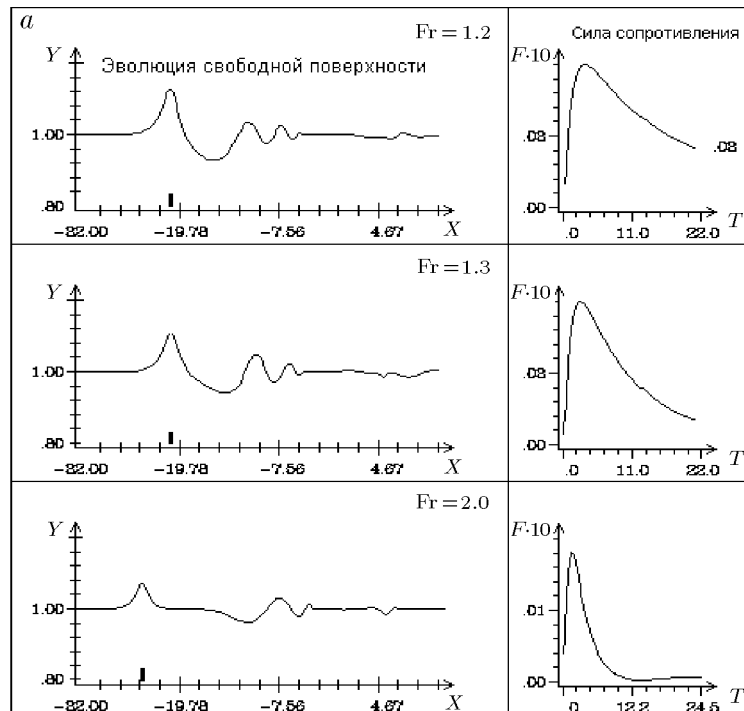 a
Fr = 1.2
Сила сопротивления
Y
Эволюция свободной поверхности
F·10
1.00
.80
-32.00 -19.78 -7.56 4.67 X
.03
.03
.00
.0 11.0 22.0 T
Fr = 1.3
Y
F·10
1.00
.80
-32.00 -19.78 -7.56 4.67 X
.03
.00
.0 11.0 22.0 T
Fr = 2.0
Y
F·10
1.00
.80
-32.00 -19.78 -7.56 4.67 X
.01
.00
.0 12.2 24.5 T